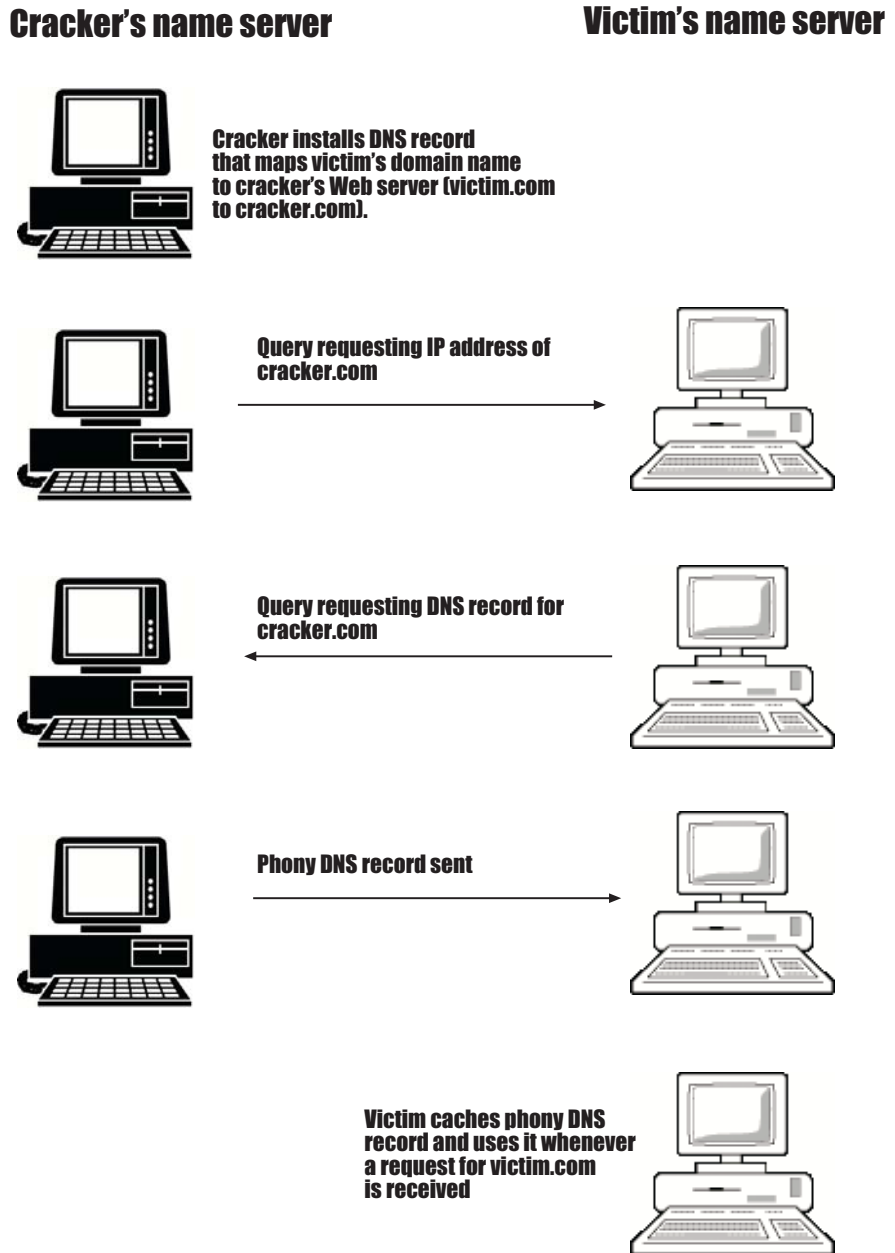 Cracker’s name server
Victim’s name server
Cracker installs DNS record
that maps victim’s domain name
to cracker’s Web server (victim.com
to cracker.com).
Query requesting IP address of
cracker.com
Query requesting DNS record for
cracker.com
Phony DNS record sent
Victim caches phony DNS
record and uses it whenever
a request for victim.com
is received